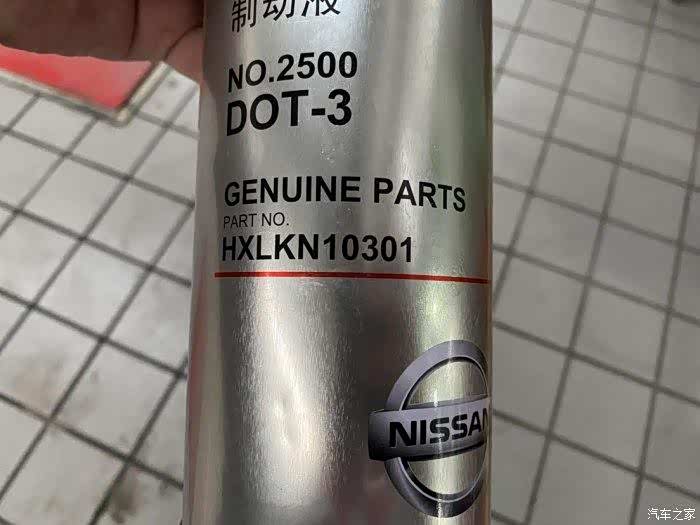 制动液
NO.2500
DOT-3
GENUINE PARTS
PART NO.
HXLKN10301
NISSAN
汽车之家